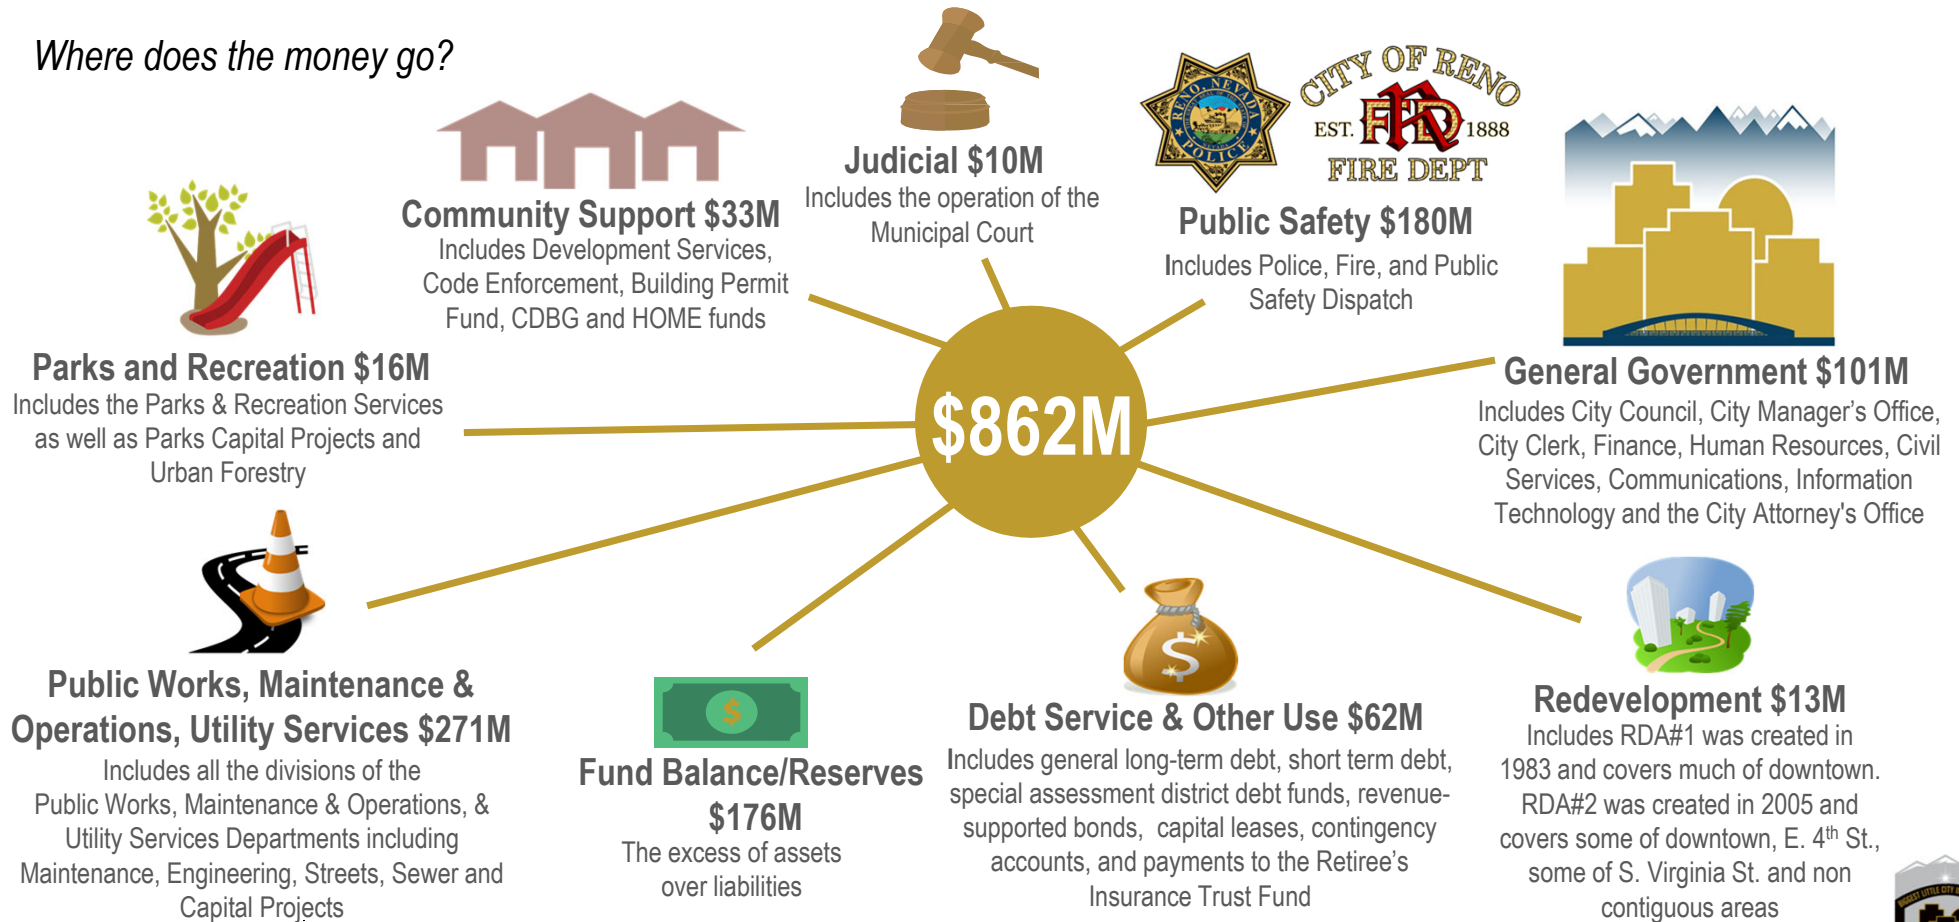 Where does the money go?
Judicial $10M
Includes the operation of the
Municipal Court
RENO, NEVADA
POLICE
CITY OF RENO
EST. RFD 1888
FIRE DEPT
Community Support $33M
Includes Development Services,
Code Enforcement, Building Permit
Fund, CDBG and HOME funds
Public Safety $180M
Includes Police, Fire, and Public
Safety Dispatch
Parks and Recreation $16M
Includes the Parks & Recreation Services
as well as Parks Capital Projects and
Urban Forestry
$862M
General Government $101M
Includes City Council, City Manager’s Office,
City Clerk, Finance, Human Resources, Civil
Services, Communications, Information
Technology and the City Attorney's Office
Public Works, Maintenance &
Operations, Utility Services $271M
Includes all the divisions of the
Public Works, Maintenance & Operations, &
Utility Services Departments including
Maintenance, Engineering, Streets, Sewer and
Capital Projects
$
Fund Balance/Reserves
$176M
The excess of assets
over liabilities
$
Debt Service & Other Use $62M
Includes general long-term debt, short term debt,
special assessment district debt funds, revenue-
supported bonds, capital leases, contingency
accounts, and payments to the Retiree’s
Insurance Trust Fund
Redevelopment $13M
Includes RDA#1 was created in
1983 and covers much of downtown.
RDA#2 was created in 2005 and
covers some of downtown, E. 4th St.,
some of S. Virginia St. and non
contiguous areas
BIGGEST LITTLE CITY